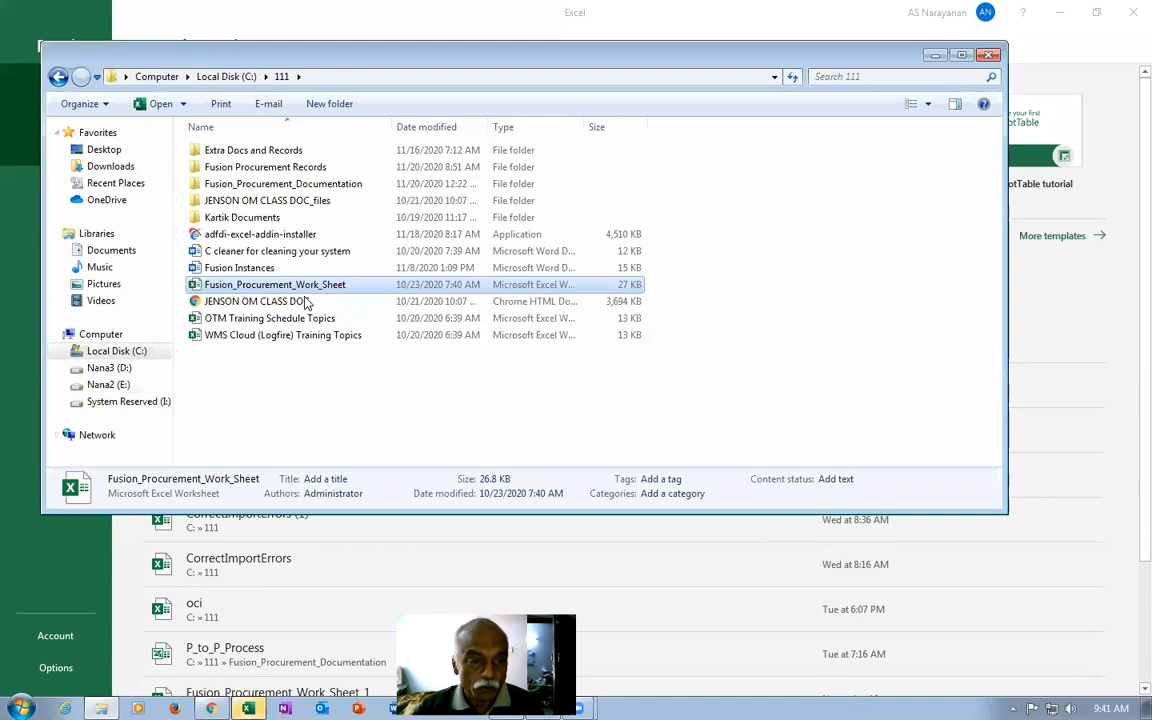 Excel
AS Narayanan
AN
Computer
Local Disk (C:)
111
Search 111
Organize
Open
Print
E-mail
New folder
Favorites
Desktop
Downloads
Recent Places
OneDrive
Libraries
Documents
Music
Pictures
Videos
Computer
Local Disk (C:)
Nana3 (D:)
Nana2 (E:)
System Reserved (I:)
Network
Name Date modified Type Size
Extra Docs and Records 11/16/2020 7:12 AM File folder
Fusion Procurement Records 11/20/2020 8:51 AM File folder
Fusion_Procurement_Documentation 11/20/2020 12:22 ... File folder
JENSON OM CLASS DOC_files 10/21/2020 10:07 ... File folder
Kartik Documents 10/19/2020 11:17 ... File folder
adfdi-excel-addin-installer 11/18/2020 8:17 AM Application 4,510 KB
C cleaner for cleaning your system 10/20/2020 7:39 AM Microsoft Word D... 12 KB
Fusion Instances 11/8/2020 1:09 PM Microsoft Word D... 15 KB
Fusion_Procurement_Work_Sheet 10/23/2020 7:40 AM Microsoft Excel W... 27 KB
JENSON OM CLASS DOC 10/21/2020 10:07 ... Chrome HTML Do... 3,694 KB
OTM Training Schedule Topics 10/20/2020 6:39 AM Microsoft Excel W... 13 KB
WMS Cloud (Logfire) Training Topics 10/20/2020 6:39 AM Microsoft Excel W... 13 KB
Fusion_Procurement_Work_Sheet Title: Add a title Size: 26.8 KB Tags: Add a tag Content status: Add text
Microsoft Excel Worksheet Authors: Administrator Date modified: 10/23/2020 7:40 AM Categories: Add a category
More templates
CorrectImportErrors (1) Wed at 8:36 AM
C: » 111
CorrectImportErrors Wed at 8:16 AM
C: » 111
oci Tue at 6:07 PM
C: » 111
P_to_P_Process Tue at 7:16 AM
C: » 111 » Fusion_Procurement_Documentation
Fusion_Procurement_Work_Sheet_1
Account
Options
9:41 AM